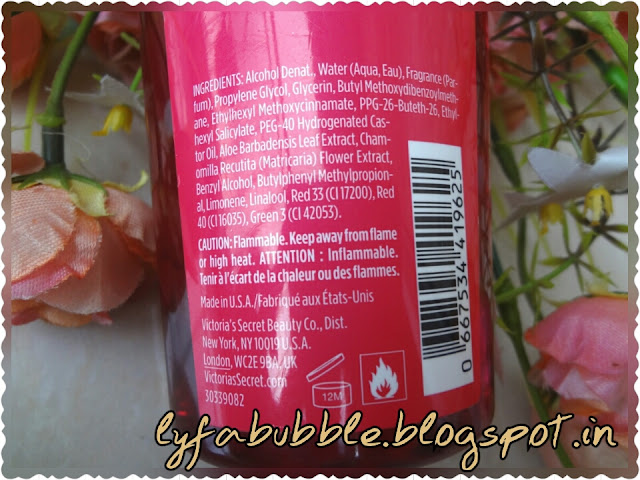 INGREDIENTS: Alcohol Denat., Water (Aqua, Eau), Fragrance (Par-
fum), Propylene Glycol, Glycerin, Butyl Methoxydibenzoylmeth-
ane, Ethylhexyl Methoxycinnamate, PPG-26-Buteth-26, Ethyl-
hexyl Salicylate, PEG-40 Hydrogenated Cas-
tor Oil, Aloe Barbadensis Leaf Extract, Cham-
omilla Recutita (Matricaria) Flower Extract,
Benzyl Alcohol, Butylphenyl Methylpropion-
al, Limonene, Linalool, Red 33 (CI 17200), Red
40 (CI 16035), Green 3 (CI 42053).
CAUTION: Flammable. Keep away from flame
or high heat. ATTENTION : Inflammable.
Tenir à l'écart de la chaleur ou des flammes.
Made in U.S.A./Fabriqué aux États-Unis
Victoria's Secret Beauty Co., Dist.
New York, NY 10019 U.S.A.
London, WC2E 9BA, UK
VictoriasSecret.com
30339082
12M
0 667534 419625
lyfabubble.blogspot.in